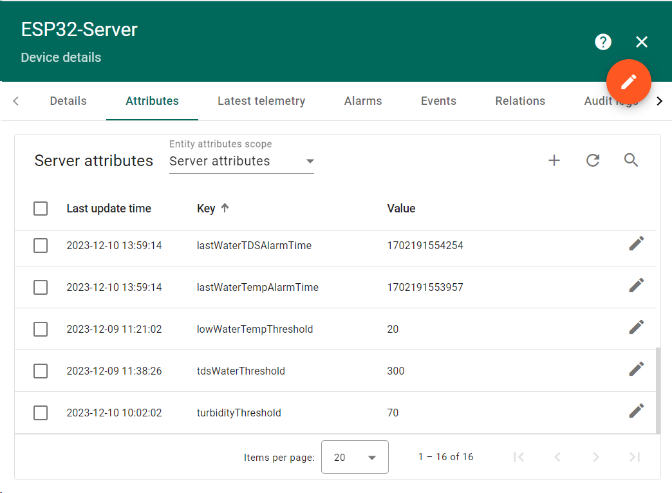 ESP32-Server
Device details
Details Attributes Latest telemetry Alarms Events Relations Audit logs
Entity attributes scope
Server attributes Server attributes
Last update time Key Value
2023-12-10 13:59:14 lastWaterTDSAlarmTime 1702191554254
2023-12-10 13:59:14 lastWaterTempAlarmTime 1702191553957
2023-12-09 11:21:02 lowWaterTempThreshold 20
2023-12-09 11:38:26 tdsWaterThreshold 300
2023-12-10 10:02:02 turbidityThreshold 70
Items per page: 20 1 – 16 of 16